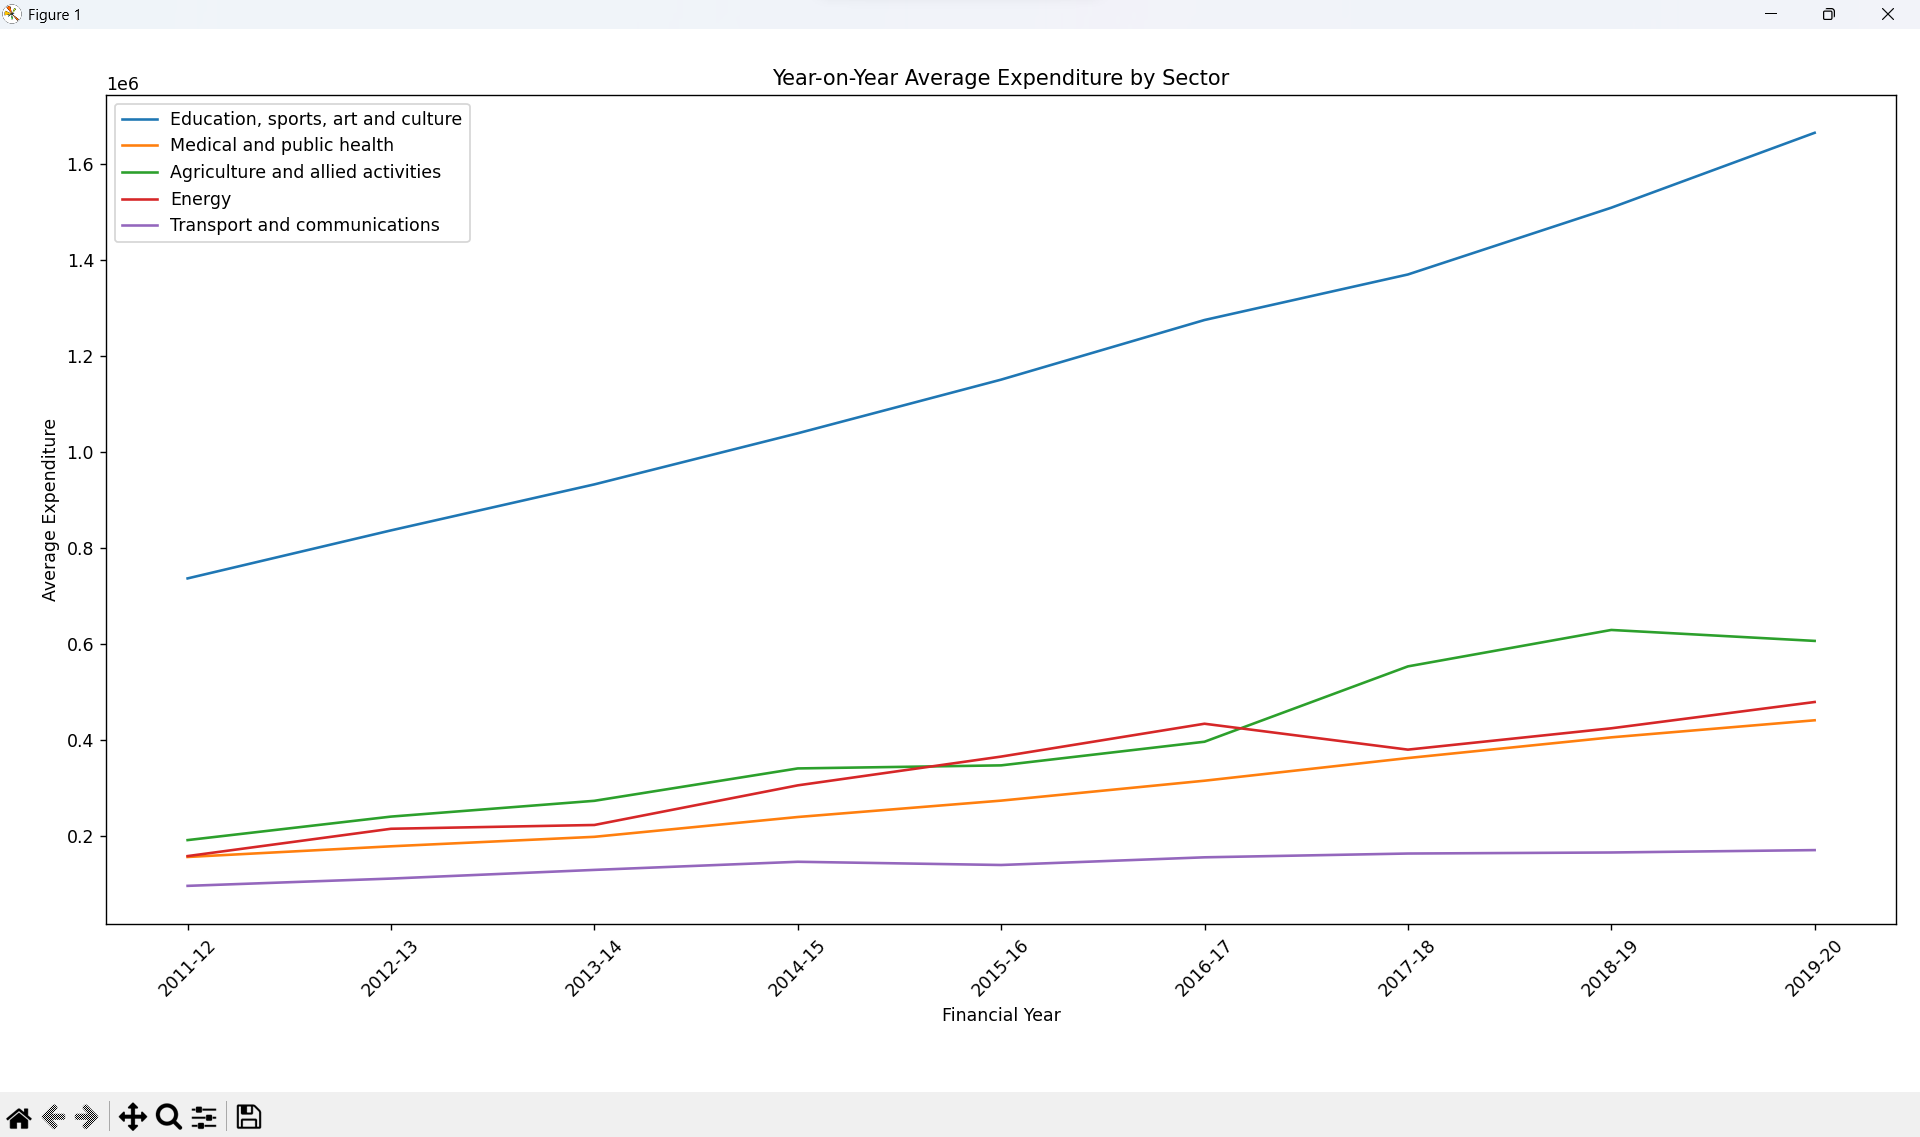 Figure 1
Year-on-Year Average Expenditure by Sector
1e6
Education, sports, art and culture
Medical and public health
Agriculture and allied activities
Energy
Transport and communications
1.6
1.4
1.2
1.0
0.8
0.6
0.4
0.2
Average Expenditure
2011-12
2012-13
2013-14
2014-15
2015-16
2016-17
2017-18
2018-19
2019-20
Financial Year